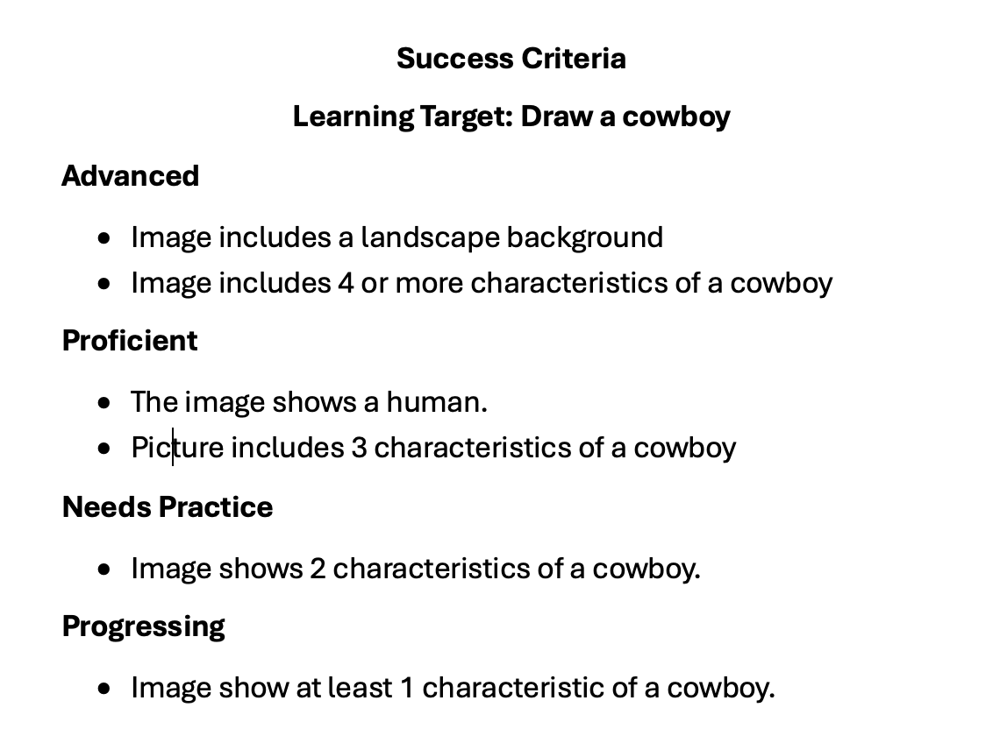 Success Criteria
Learning Target: Draw a cowboy
Advanced
• Image includes a landscape background
• Image includes 4 or more characteristics of a cowboy
Proficient
• The image shows a human.
• Picture includes 3 characteristics of a cowboy
Needs Practice
• Image shows 2 characteristics of a cowboy.
Progressing
• Image show at least 1 characteristic of a cowboy.